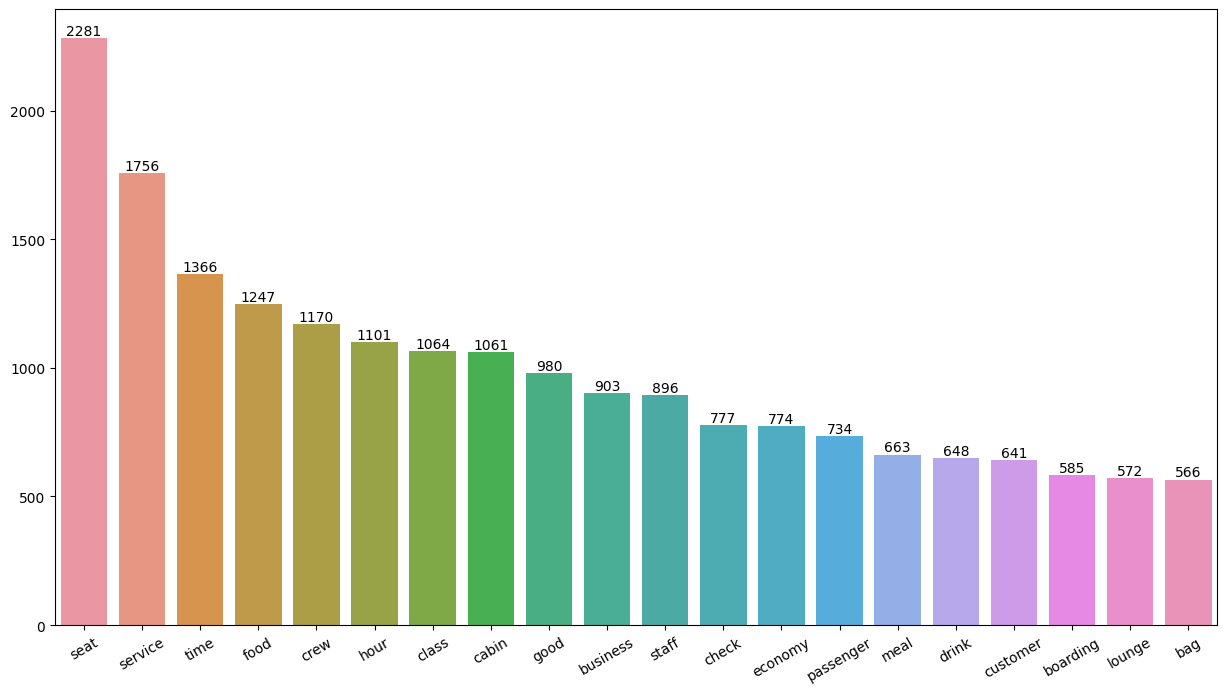 2281
1756
1366
1247
1170
1101
1064
1061
980
903
896
777
774
734
663
648
641
585
572
566
2000
1500
1000
500
0
seat
service
time
food
crew
hour
class
cabin
good
business
staff
check
economy
passenger
meal
drink
customer
boarding
lounge
bag